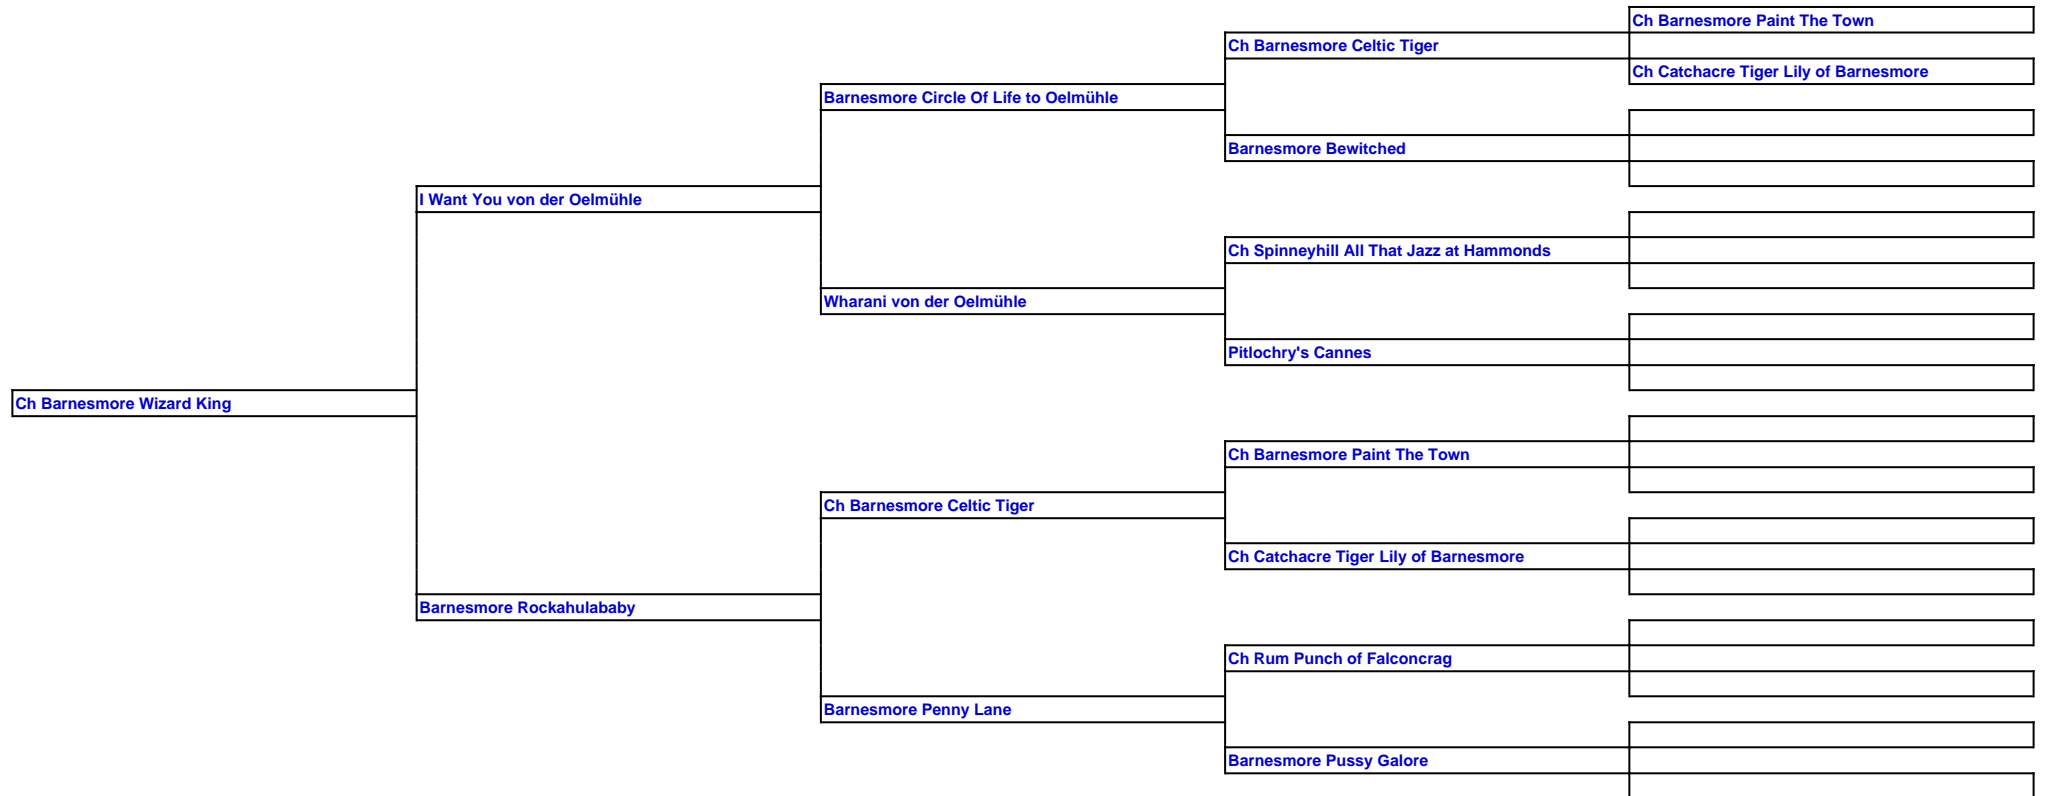 Ch Barnesmore Paint The Town
Ch Barnesmore Celtic Tiger
Ch Catchacre Tiger Lily of Barnesmore
Barnesmore Circle Of Life to Oelmühle
Barnesmore Bewitched
I Want You von der Oelmühle
Ch Spinneyhill All That Jazz at Hammonds
Wharani von der Oelmühle
Pitlochry's Cannes
Ch Barnesmore Wizard King
Ch Barnesmore Paint The Town
Ch Barnesmore Celtic Tiger
Ch Catchacre Tiger Lily of Barnesmore
Barnesmore Rockahulababy
Ch Rum Punch of Falconcrag
Barnesmore Penny Lane
Barnesmore Pussy Galore